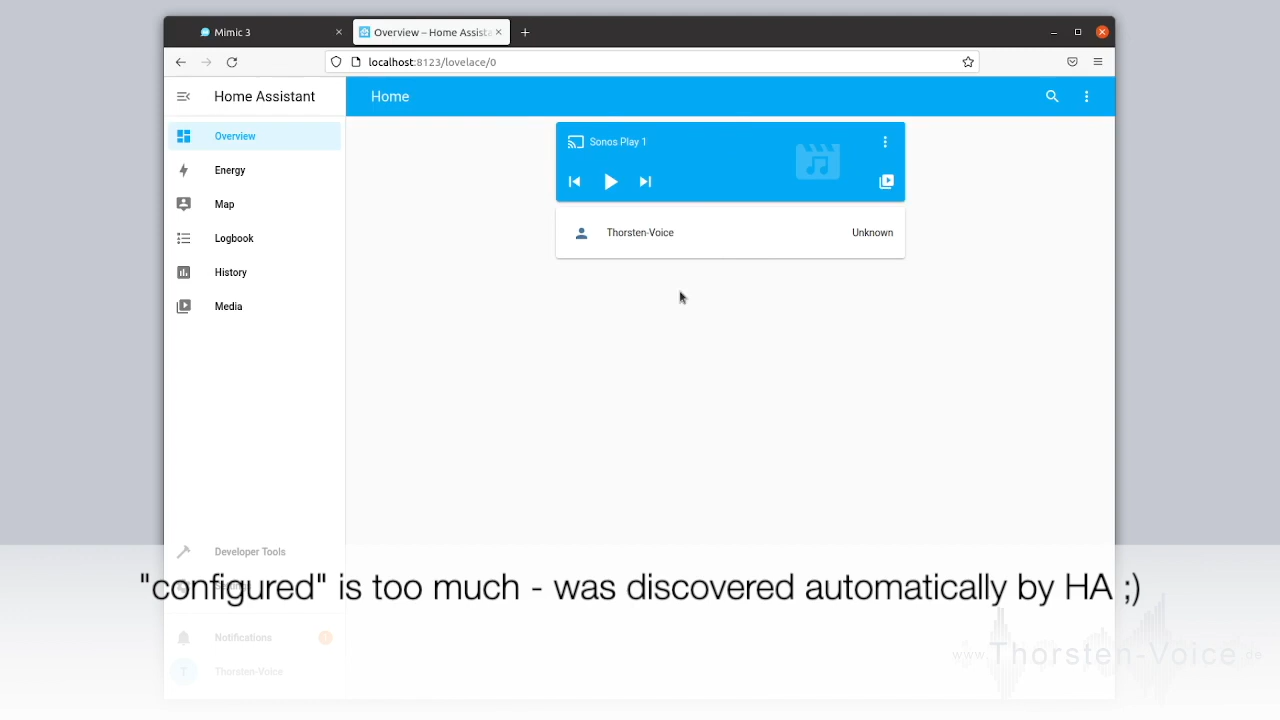 Mimic 3
Overview – Home Assista
localhost:8123/lovelace/0
Home Assistant
Home
Overview
Energy
Map
Logbook
History
Media
Sonos Play 1
Thorsten-Voice
Unknown
Developer Tools
"configured" is too much - was discovered automatically by HA ;)
Notifications
T
Thorsten-Voice
www.Thorsten-Voice.de